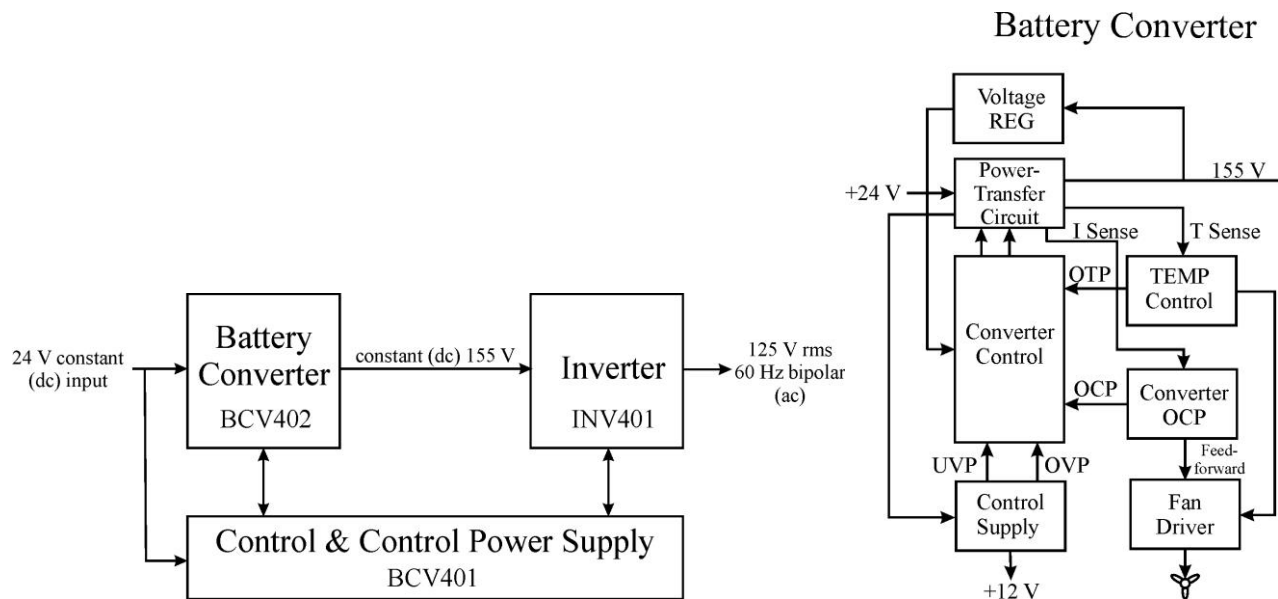 Battery Converter
24 V constant
(dc) input
Battery
Converter
BCV402
constant (dc) 155 V
Inverter
INV401
125 V rms
60 Hz bipolar
(ac)
Control & Control Power Supply
BCV401
Voltage
REG
+24 V
Power-
Transfer
Circuit
155 V
I Sense
T Sense
OTP
TEMP
Control
Converter
Control
OCP
Converter
OCP
Feed-
forward
UVP
OVP
Control
Supply
Fan
Driver
+12 V